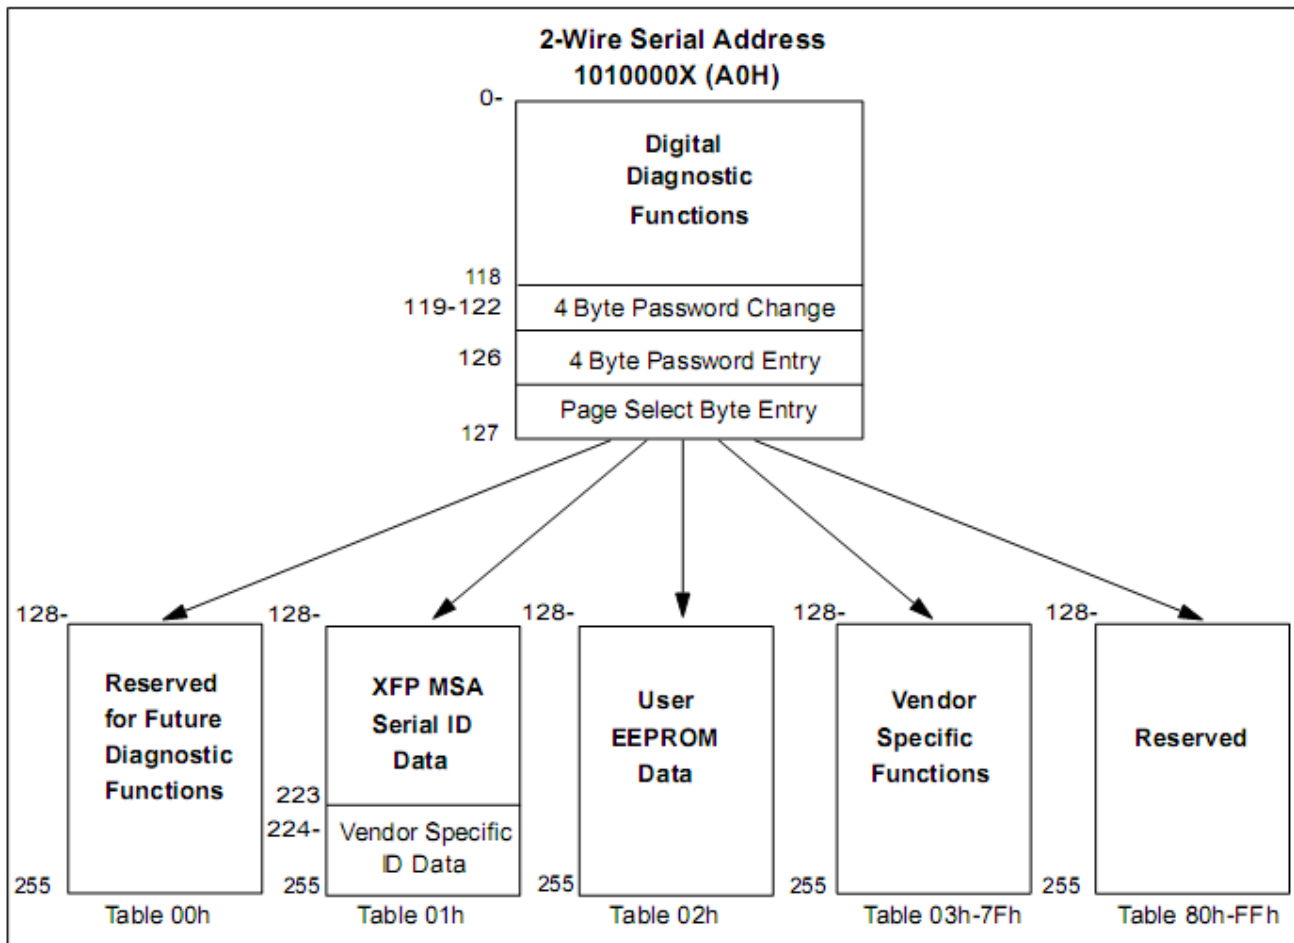 2-Wire Serial Address
1010000X (A0H)
0-
Digital
Diagnostic
Functions
118
119-122
4 Byte Password Change
126
4 Byte Password Entry
Page Select Byte Entry
127
128-
128-
128-
128-
128-
Reserved
for Future
Diagnostic
Functions
XFP MSA
Serial ID
Data
223
224-
Vendor Specific
ID Data
User
EEPROM
Data
Vendor
Specific
Functions
Reserved
255
255
255
255
255
Table 00h
Table 01h
Table 02h
Table 03h-7Fh
Table 80h-FFh